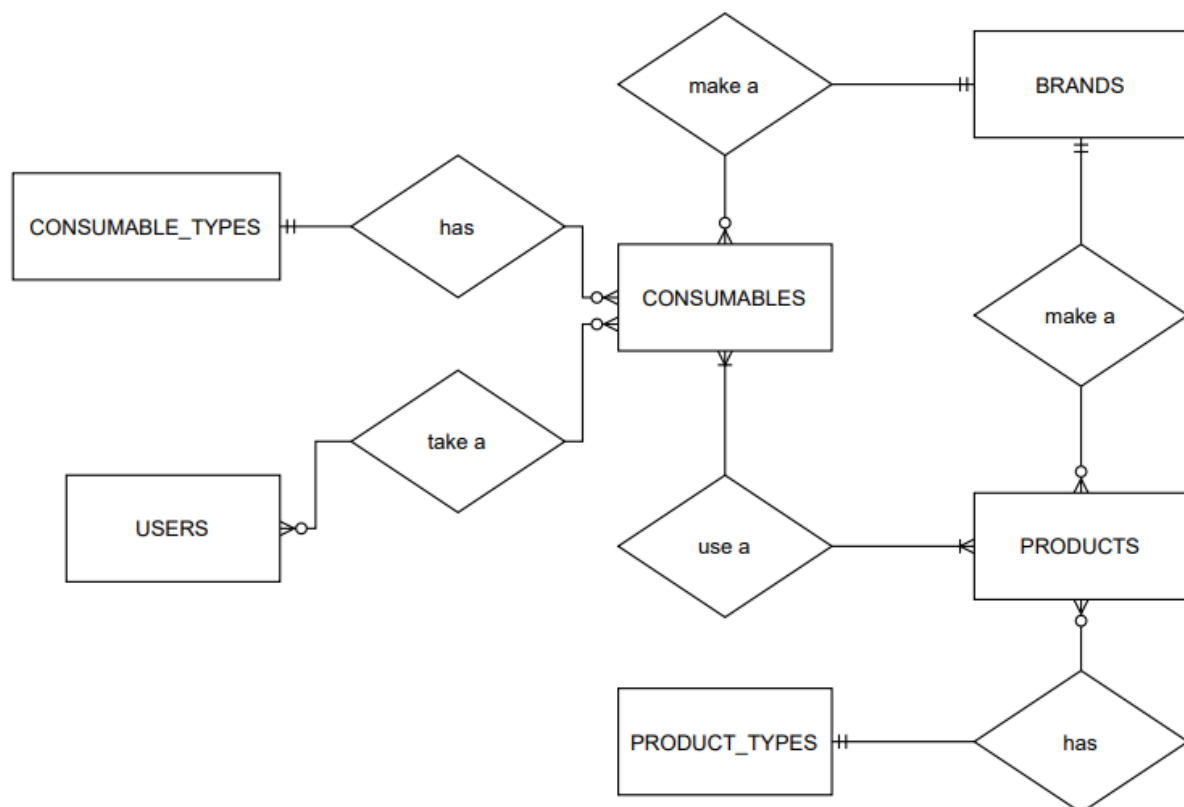 make a
BRANDS
CONSUMABLE_TYPES
has
CONSUMABLES
make a
take a
USERS
use a
PRODUCTS
PRODUCT_TYPES
has